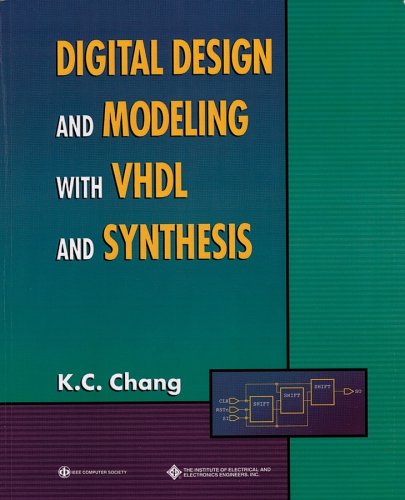 DIGITAL DESIGN
AND MODELING
WITH VHDL
AND SYNTHESIS
K.C. Chang
CLK
RSTn
SI
SHIFT
SHIFT
SHIFT
SO
IEEE COMPUTER SOCIETY
THE INSTITUTE OF ELECTRICAL AND
ELECTRONICS ENGINEERS, INC.